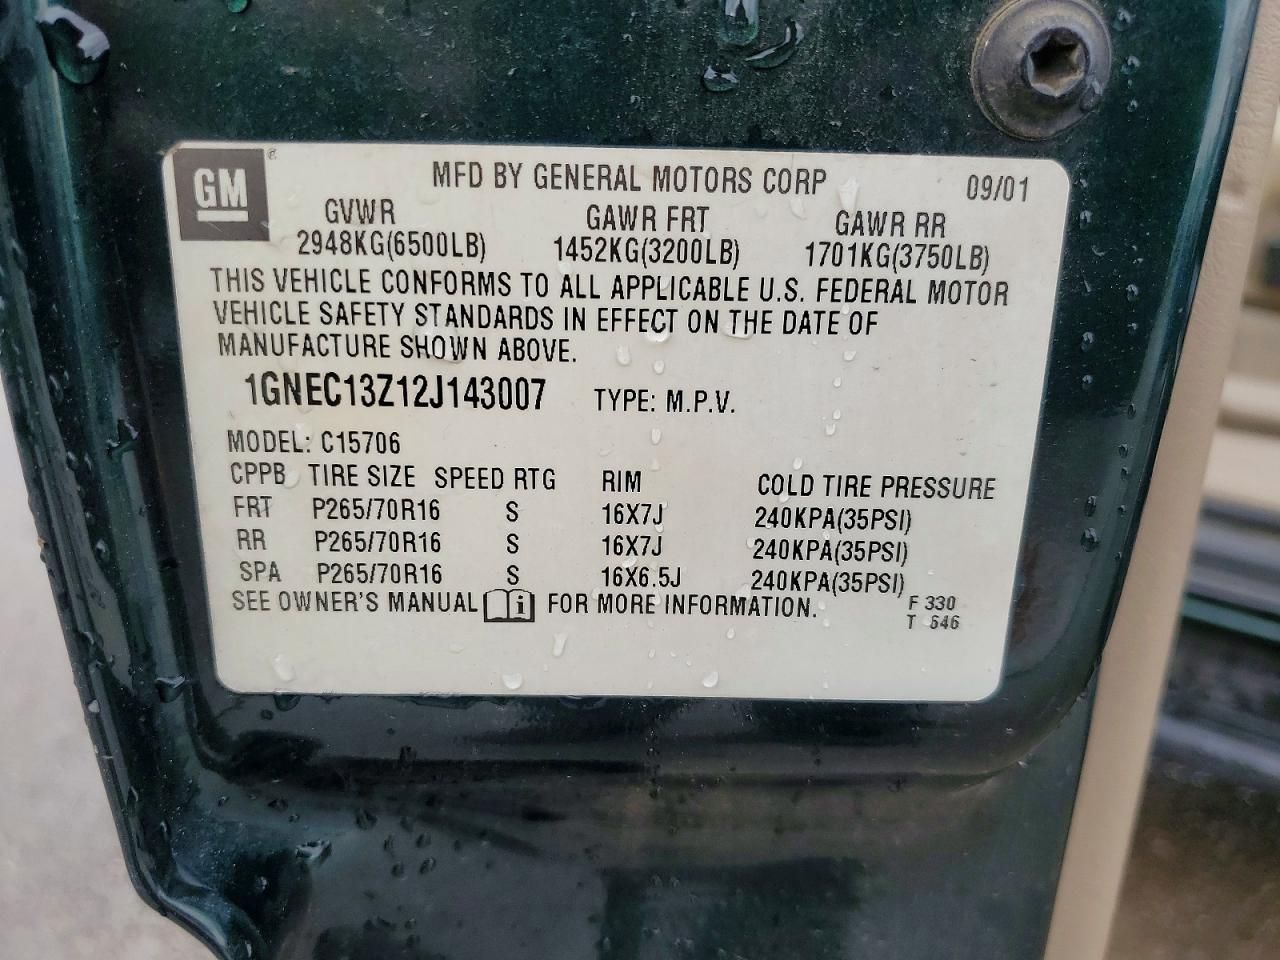 GM
MFD BY GENERAL MOTORS CORP 09/01
GVWR GAWR FRT GAWR RR
2948KG(6500LB) 1452KG(3200LB) 1701KG(3750LB)
THIS VEHICLE CONFORMS TO ALL APPLICABLE U.S. FEDERAL MOTOR
VEHICLE SAFETY STANDARDS IN EFFECT ON THE DATE OF
MANUFACTURE SHOWN ABOVE.
1GNEC13Z12J143007 TYPE: M.P.V.
MODEL: C15706
CPPB TIRE SIZE SPEED RTG RIM COLD TIRE PRESSURE
FRT P265/70R16 S 16X7J 240KPA(35PSI)
RR P265/70R16 S 16X7J 240KPA(35PSI)
SPA P265/70R16 S 16X6.5J 240KPA(35PSI)
SEE OWNER'S MANUAL i FOR MORE INFORMATION.
F 330
T 646